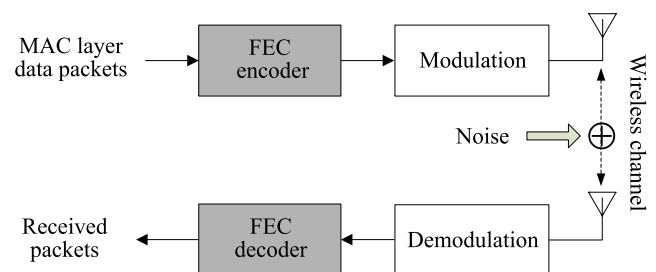 MAC layer
data packets
FEC
encoder
Modulation
Wireless channel
Noise
Received
packets
FEC
decoder
Demodulation